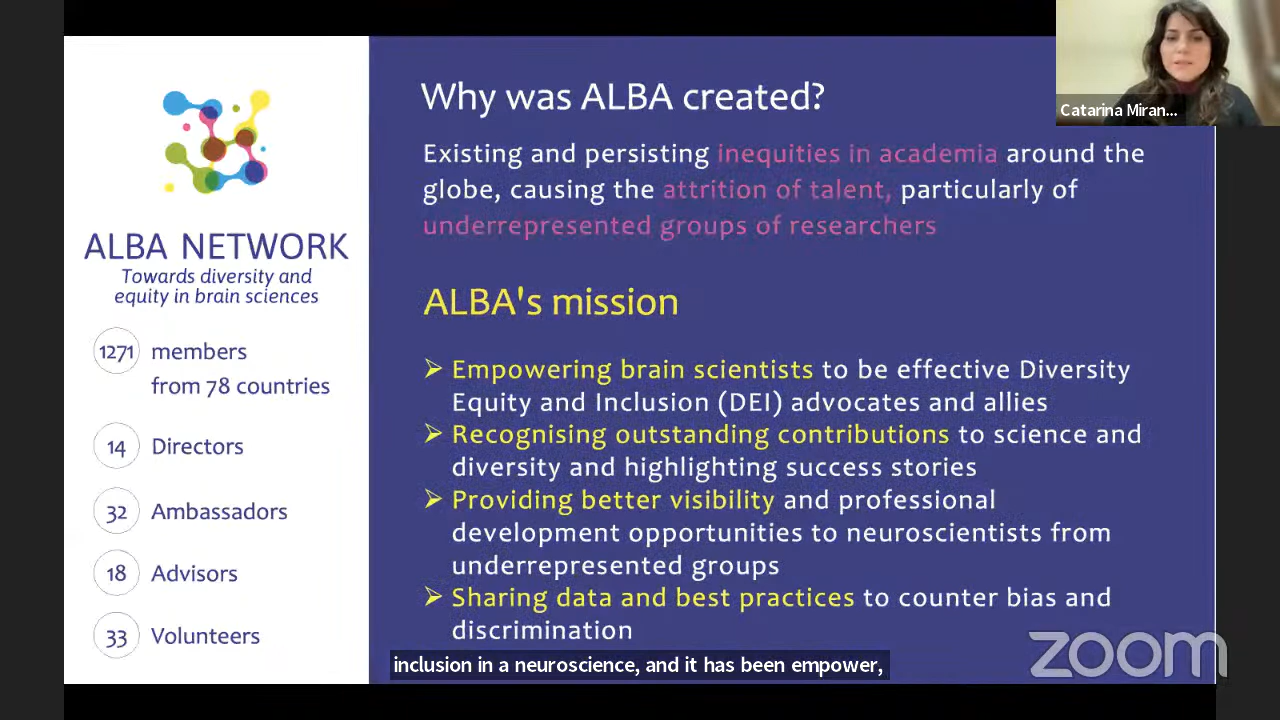 ALBA NETWORK
Towards diversity and
equity in brain sciences
1271 members
from 78 countries
14 Directors
32 Ambassadors
18 Advisors
33 Volunteers
Why was ALBA created?
Existing and persisting inequities in academia around the
globe, causing the attrition of talent, particularly of
underrepresented groups of researchers
ALBA's mission
Empowering brain scientists to be effective Diversity
Equity and Inclusion (DEI) advocates and allies
Recognising outstanding contributions to science and
diversity and highlighting success stories
Providing better visibility and professional
development opportunities to neuroscientists from
underrepresented groups
Sharing data and best practices to counter bias and
discrimination
inclusion in a neuroscience, and it has been empower,
Catarina Miran...
zoom